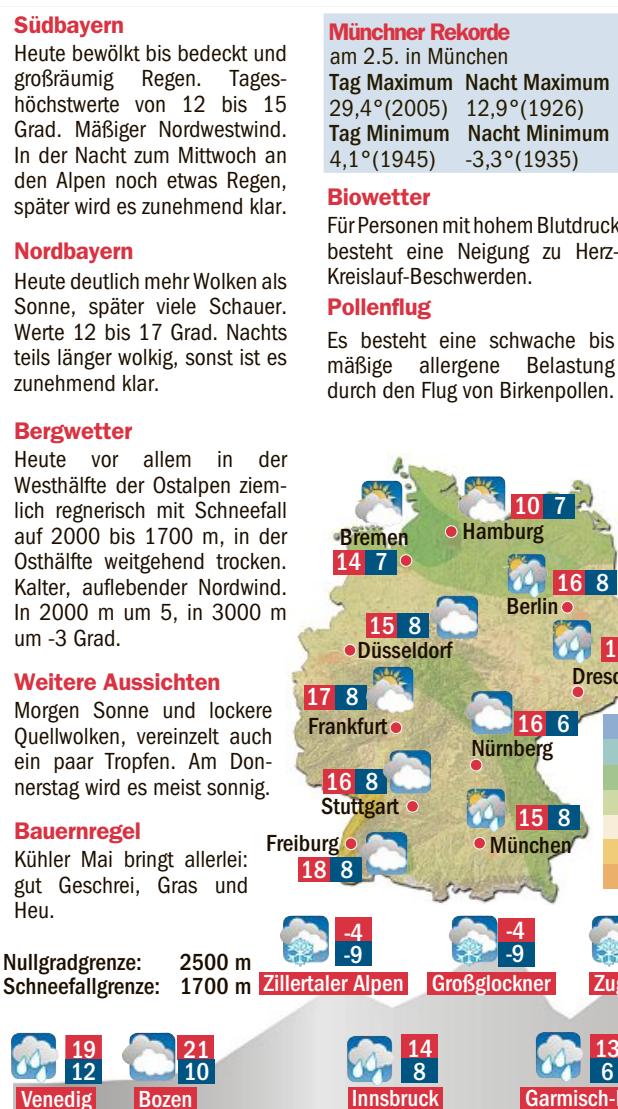 Südbayern
Heute bewölkt bis bedeckt und
großräumig Regen. Tages-
höchstwerte von 12 bis 15
Grad. Mäßiger Nordwestwind.
In der Nacht zum Mittwoch an
den Alpen noch etwas Regen,
später wird es zunehmend klar.
Nordbayern
Heute deutlich mehr Wolken als
Sonne, später viele Schauer.
Werte 12 bis 17 Grad. Nachts
teils länger wolkig, sonst ist es
zunehmend klar.
Bergwetter
Heute vor allem in der
Westhälfte der Ostalpen ziem-
lich regnerisch mit Schneefall
auf 2000 bis 1700 m, in der
Osthälfte weitgehend trocken.
Kalter, auflebender Nordwind.
In 2000 m um 5, in 3000 m
um -3 Grad.
Weitere Aussichten
Morgen Sonne und lockere
Quellwolken, vereinzelt auch
ein paar Tropfen. Am Don-
nerstag wird es meist sonnig.
Bauernregel
Kühler Mai bringt allerlei:
gut Geschrei, Gras und
Heu.
Nullgradgrenze: 2500 m
Schneefallgrenze: 1700 m
Münchner Rekorde
am 2.5. in München
Tag Maximum Nacht Maximum
29,4°(2005) 12,9°(1926)
Tag Minimum Nacht Minimum
4,1°(1945) -3,3°(1935)
Biowetter
Für Personen mit hohem Blutdruck
besteht eine Neigung zu Herz-
Kreislauf-Beschwerden.
Pollenflug
Es besteht eine schwache bis
mäßige allergene Belastung
durch den Flug von Birkenpollen.
10 7
Hamburg
Bremen
14 7
16 8
Berlin
15 8
Düsseldorf
1
Dresd
17 8
Frankfurt
16 6
Nürnberg
16 8
Stuttgart
15 8
München
Freiburg
18 8
-4
-9
Zillertaler Alpen
-4
-9
Großglockner
Zug
19
12
Venedig
21
10
Bozen
14
8
Innsbruck
13
6
Garmisch-